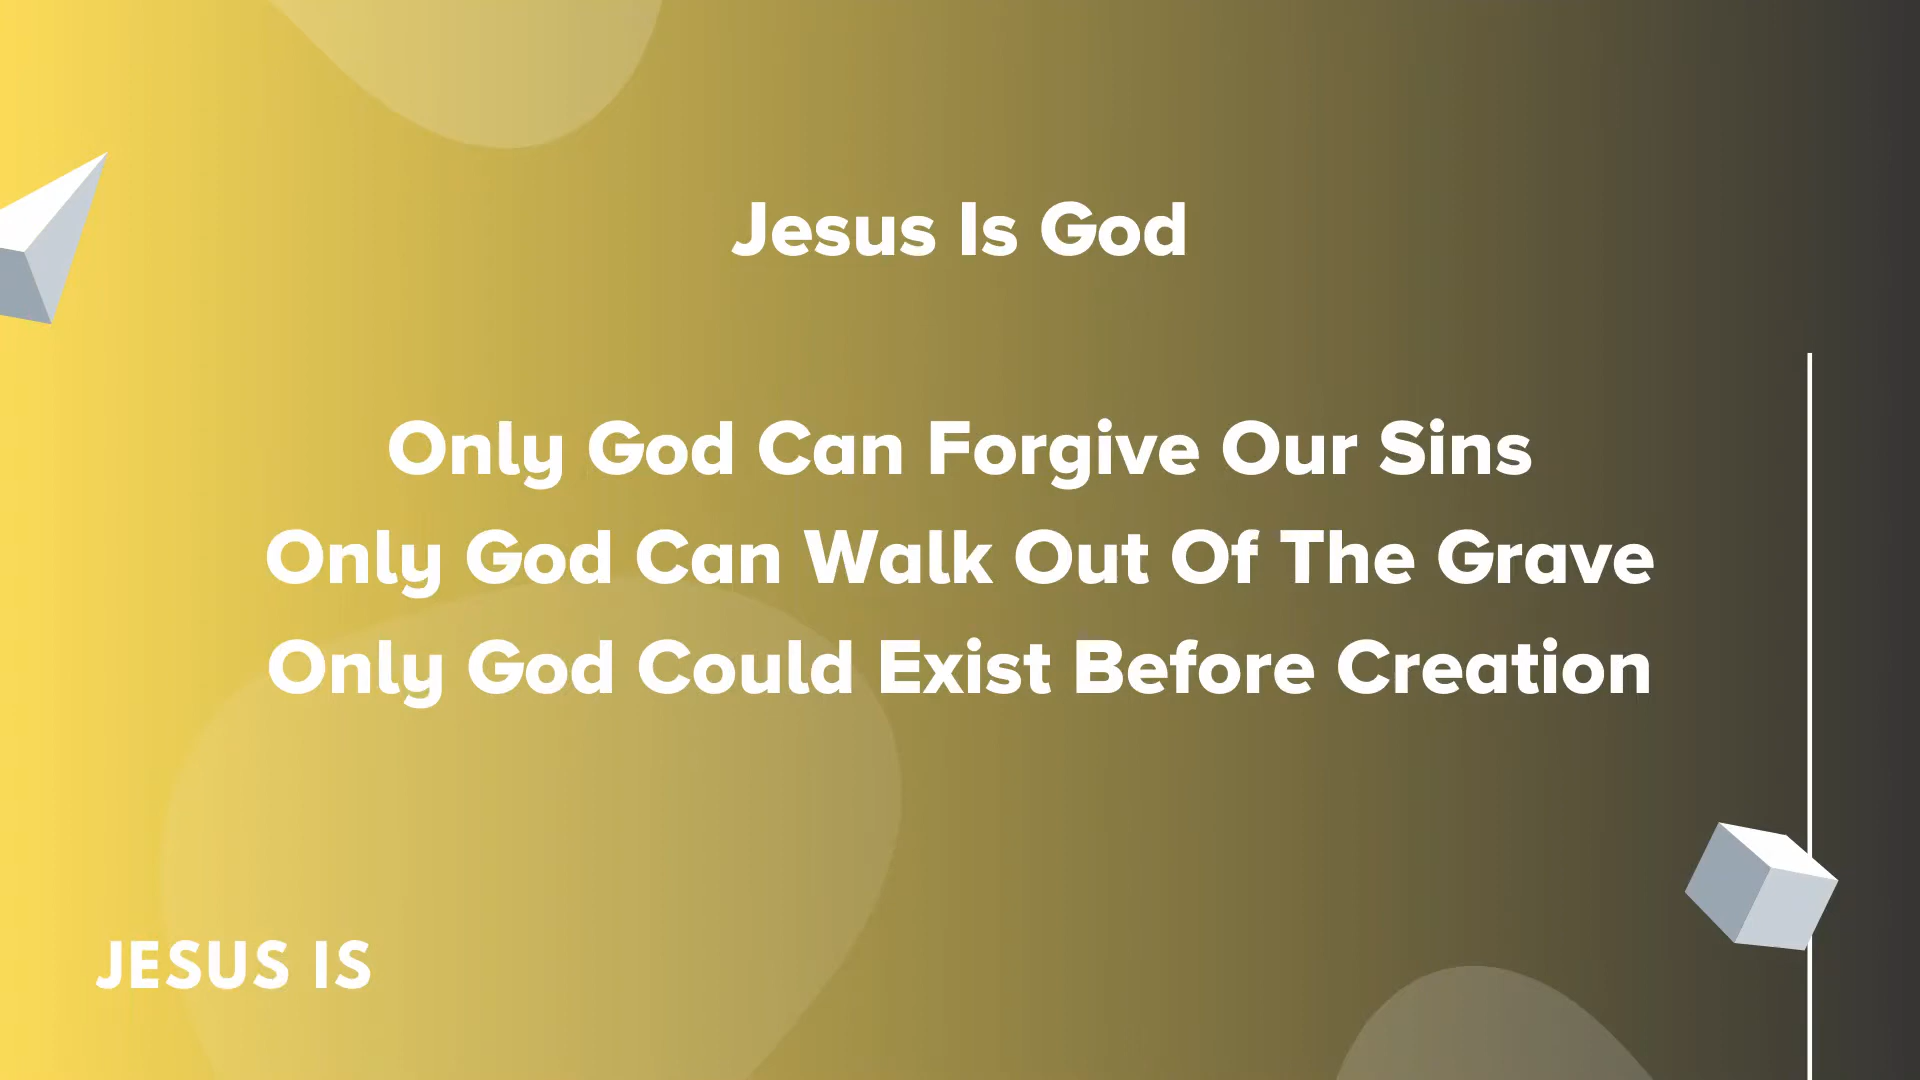 Jesus Is God
Only God Can Forgive Our Sins
Only God Can Walk Out Of The Grave
Only God Could Exist Before Creation
JESUS IS